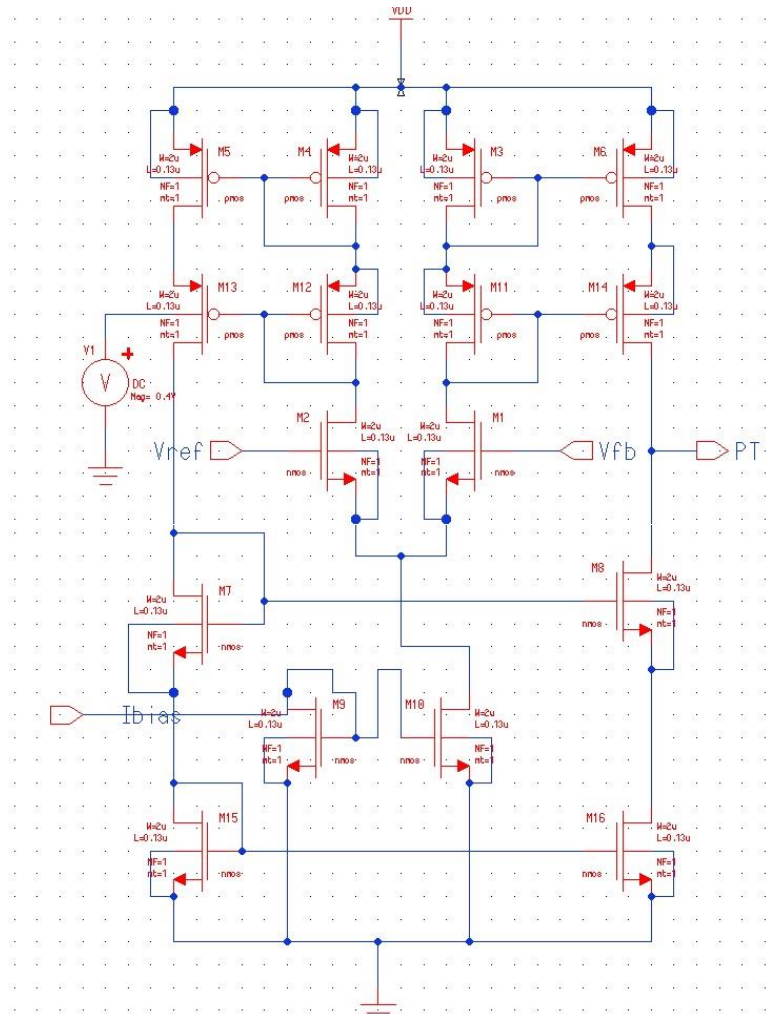 VDD
M5
W=2u
L=0.13u
NF=1
mt=1
pmos
M4
W=2u
L=0.13u
NF=1
mt=1
pmos
M3
W=2u
L=0.13u
NF=1
mt=1
pmos
M6
W=2u
L=0.13u
NF=1
mt=1
pmos
M13
W=2u
L=0.13u
NF=1
mt=1
pmos
M12
W=2u
L=0.13u
NF=1
mt=1
pmos
M11
W=2u
L=0.13u
NF=1
mt=1
pmos
M14
W=2u
L=0.13u
NF=1
mt=1
pmos
V1
+
V
DC
Mag= 0.4V
Vref
M2
W=2u
L=0.13u
NF=1
mt=1
nmos
M1
W=2u
L=0.13u
NF=1
mt=1
nmos
Vfb
PT
M7
W=2u
L=0.13u
NF=1
mt=1
nmos
M8
W=2u
L=0.13u
NF=1
mt=1
nmos
Ibias
M9
W=2u
L=0.13u
NF=1
mt=1
nmos
M10
W=2u
L=0.13u
NF=1
mt=1
nmos
M15
W=2u
L=0.13u
NF=1
mt=1
nmos
M16
W=2u
L=0.13u
NF=1
mt=1
nmos